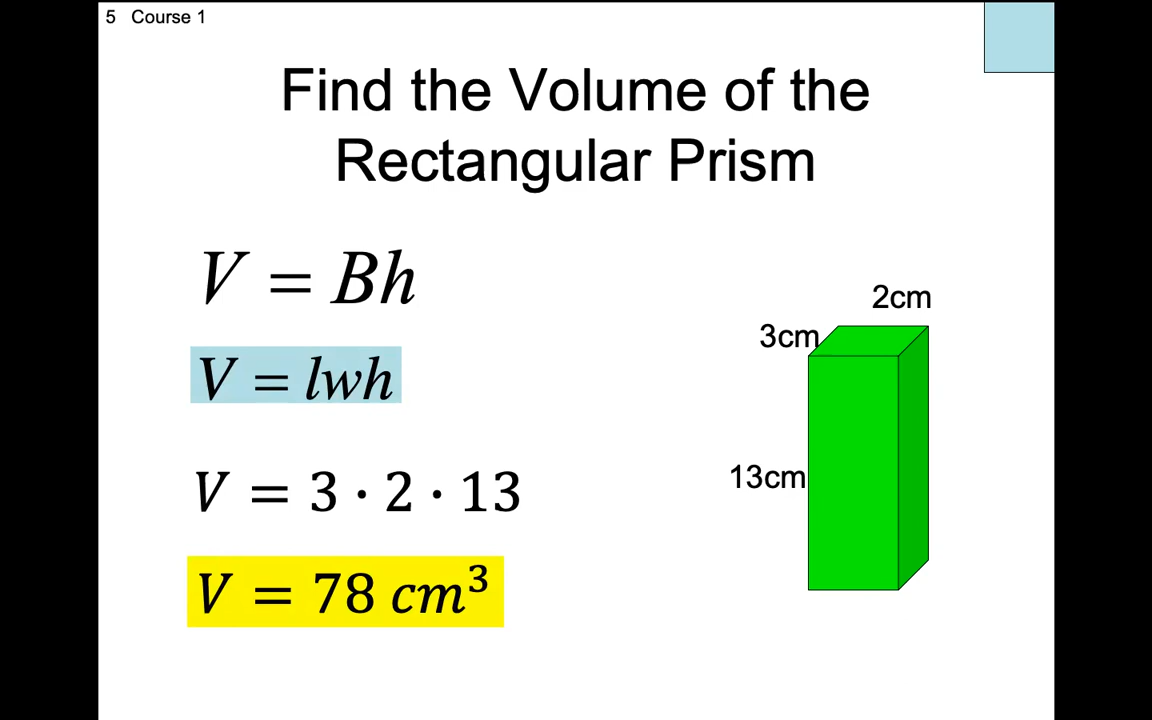 5 Course 1
Find the Volume of the
Rectangular Prism
V = Bh
V = lwh
V = 3 · 2 · 13
V = 78 cm³
2cm
3cm
13cm